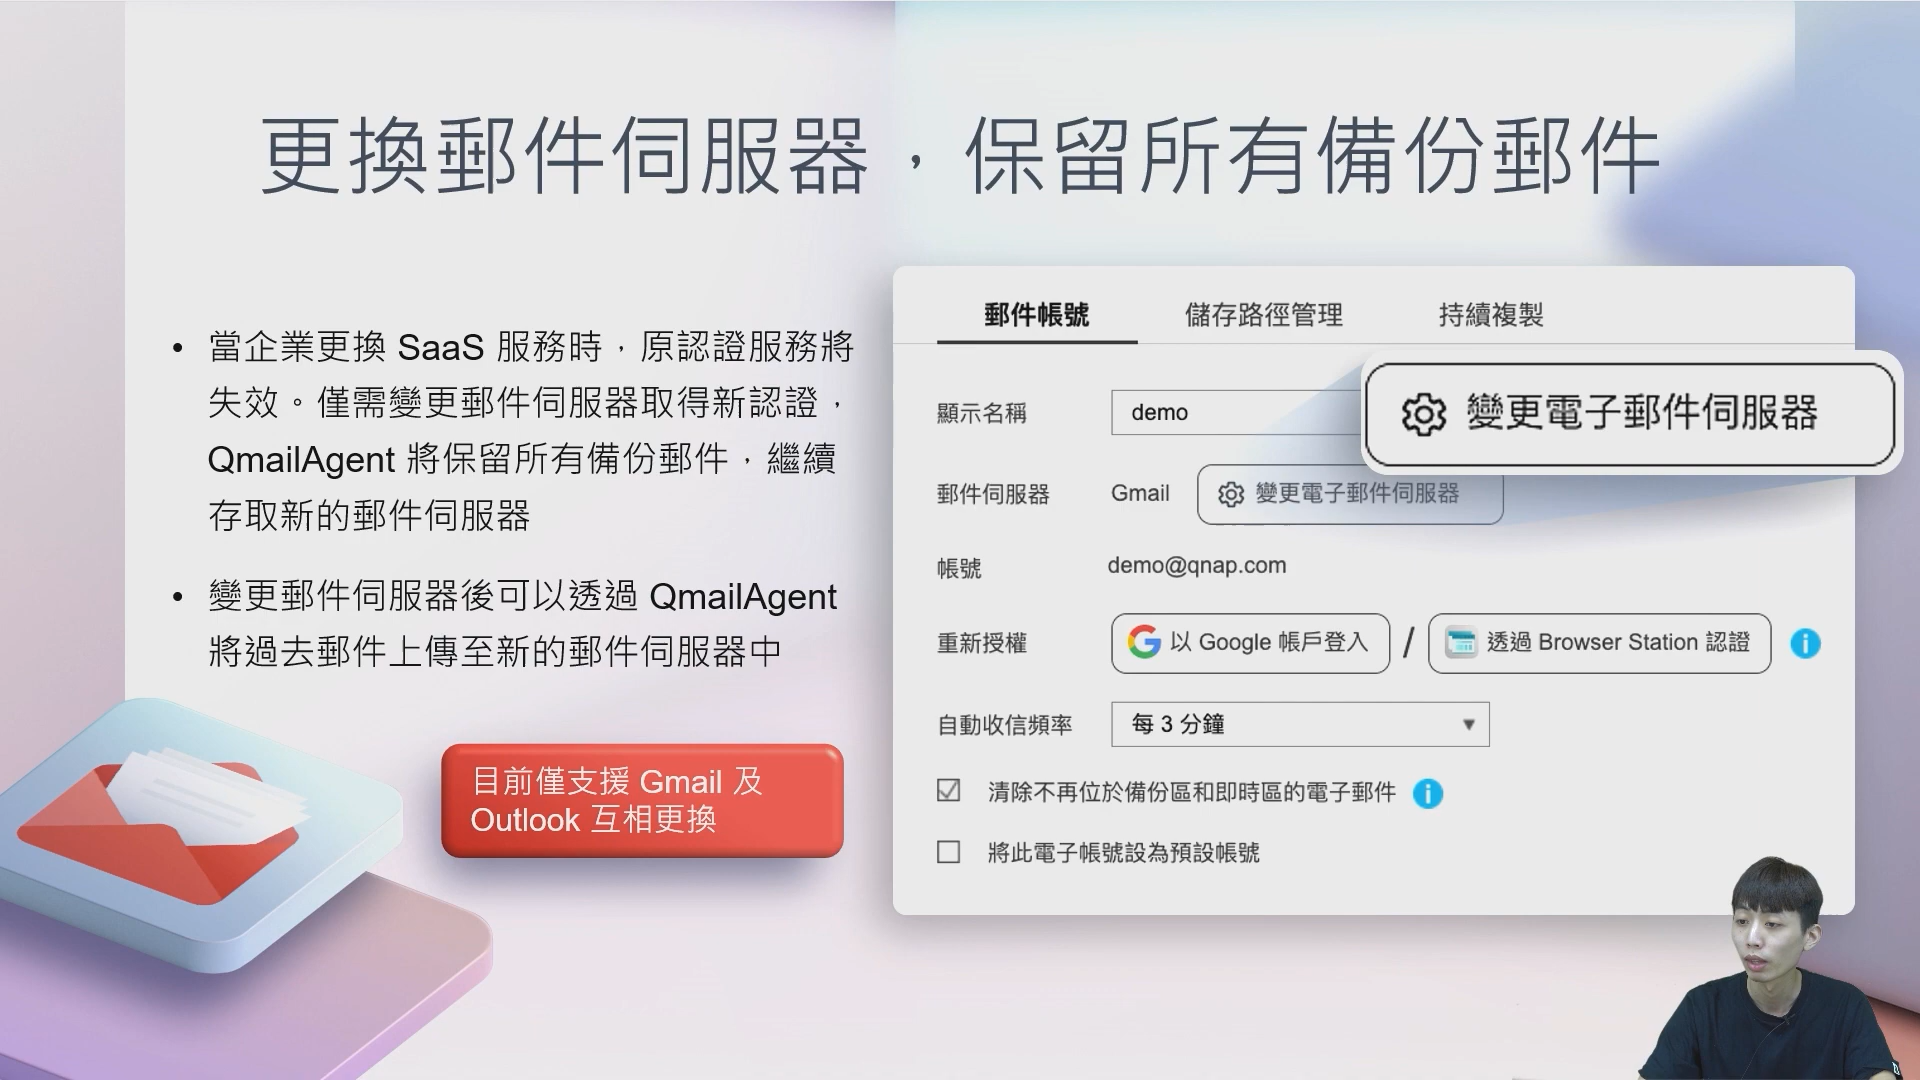 更換郵件伺服器，保留所有備份郵件
• 當企業更換 SaaS 服務時，原認證服務將
失效。僅需變更郵件伺服器取得新認證，
QmailAgent 將保留所有備份郵件，繼續
存取新的郵件伺服器
• 變更郵件伺服器後可以透過 QmailAgent
將過去郵件上傳至新的郵件伺服器中
目前僅支援 Gmail 及
Outlook 互相更換
郵件帳號 儲存路徑管理 持續複製
變更電子郵件伺服器
顯示名稱 demo
郵件伺服器 Gmail 變更電子郵件伺服器
帳號 demo@qnap.com
重新授權 以 Google 帳戶登入 / 透過 Browser Station 認證
自動收信頻率 每 3 分鐘
清除不再位於備份區和即時區的電子郵件
將此電子帳號設為預設帳號